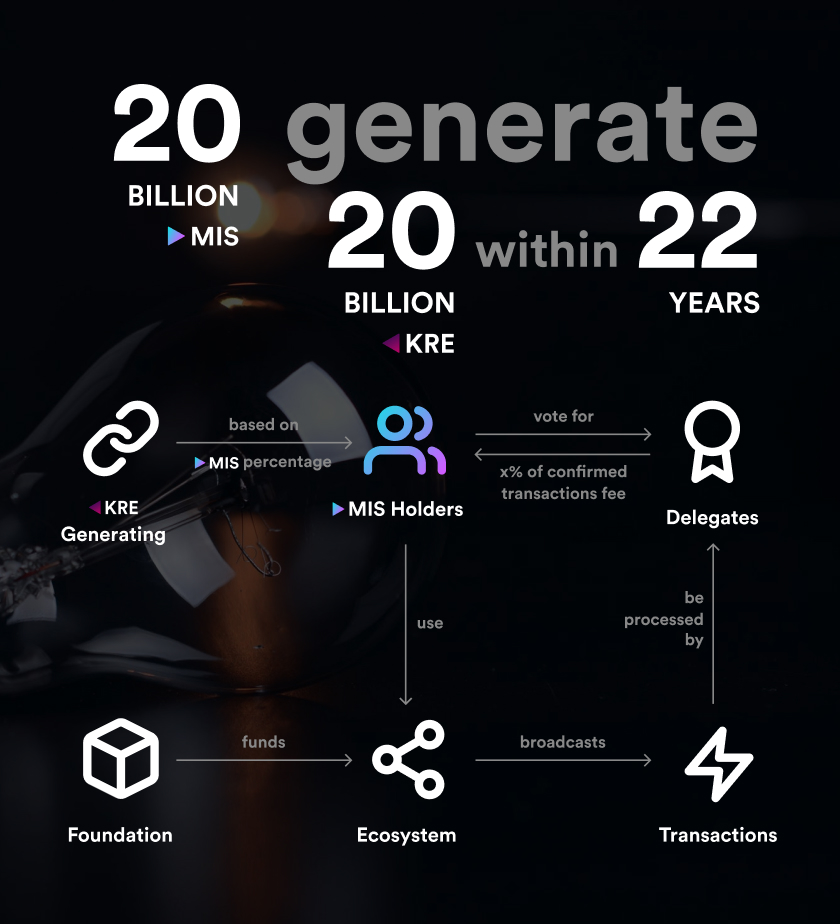 20 generate
BILLION
MIS
20 within 22
BILLION
YEARS
KRE
based on
MIS percentage
vote for
x% of confirmed
transactions fee
KRE
Generating
MIS Holders
Delegates
use
be
processed
by
funds
broadcasts
Foundation
Ecosystem
Transactions